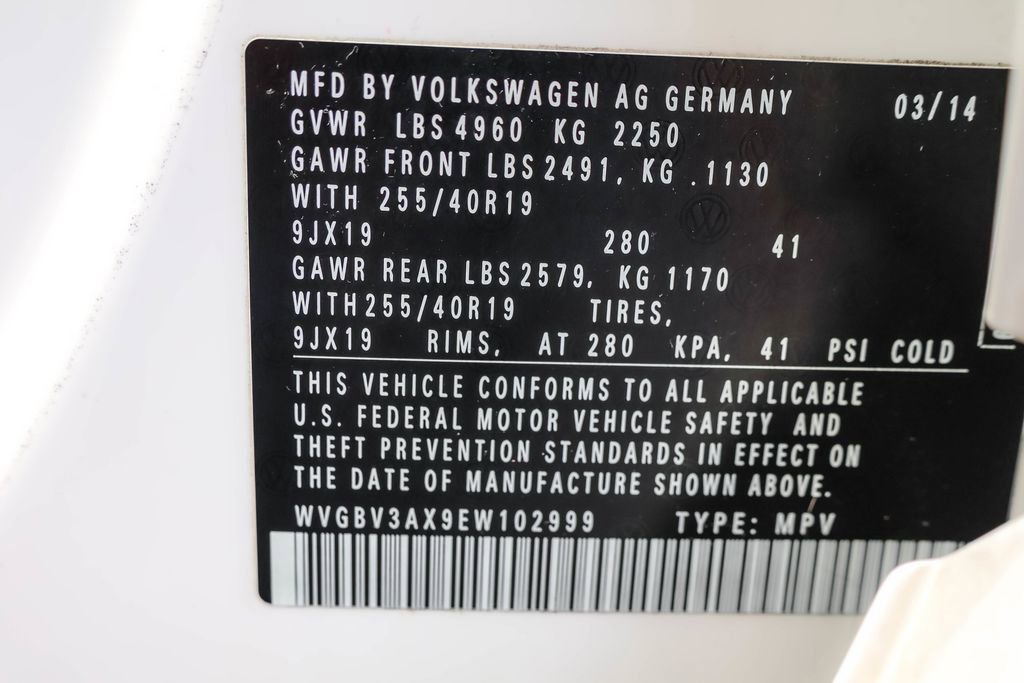 MFD BY VOLKSWAGEN AG GERMANY 03/14
GVWR LBS 4960 KG 2250
GAWR FRONT LBS 2491, KG .1130
WITH 255/40R19
9JX19 280 41
GAWR REAR LBS 2579, KG 1170
WITH 255/40R19 TIRES,
9JX19 RIMS, AT 280 KPA, 41 PSI COLD
THIS VEHICLE CONFORMS TO ALL APPLICABLE
U.S. FEDERAL MOTOR VEHICLE SAFETY AND
THEFT PREVENTION STANDARDS IN EFFECT ON
THE DATE OF MANUFACTURE SHOWN ABOVE.
WVGBV3AX9EW102999 TYPE: MPV